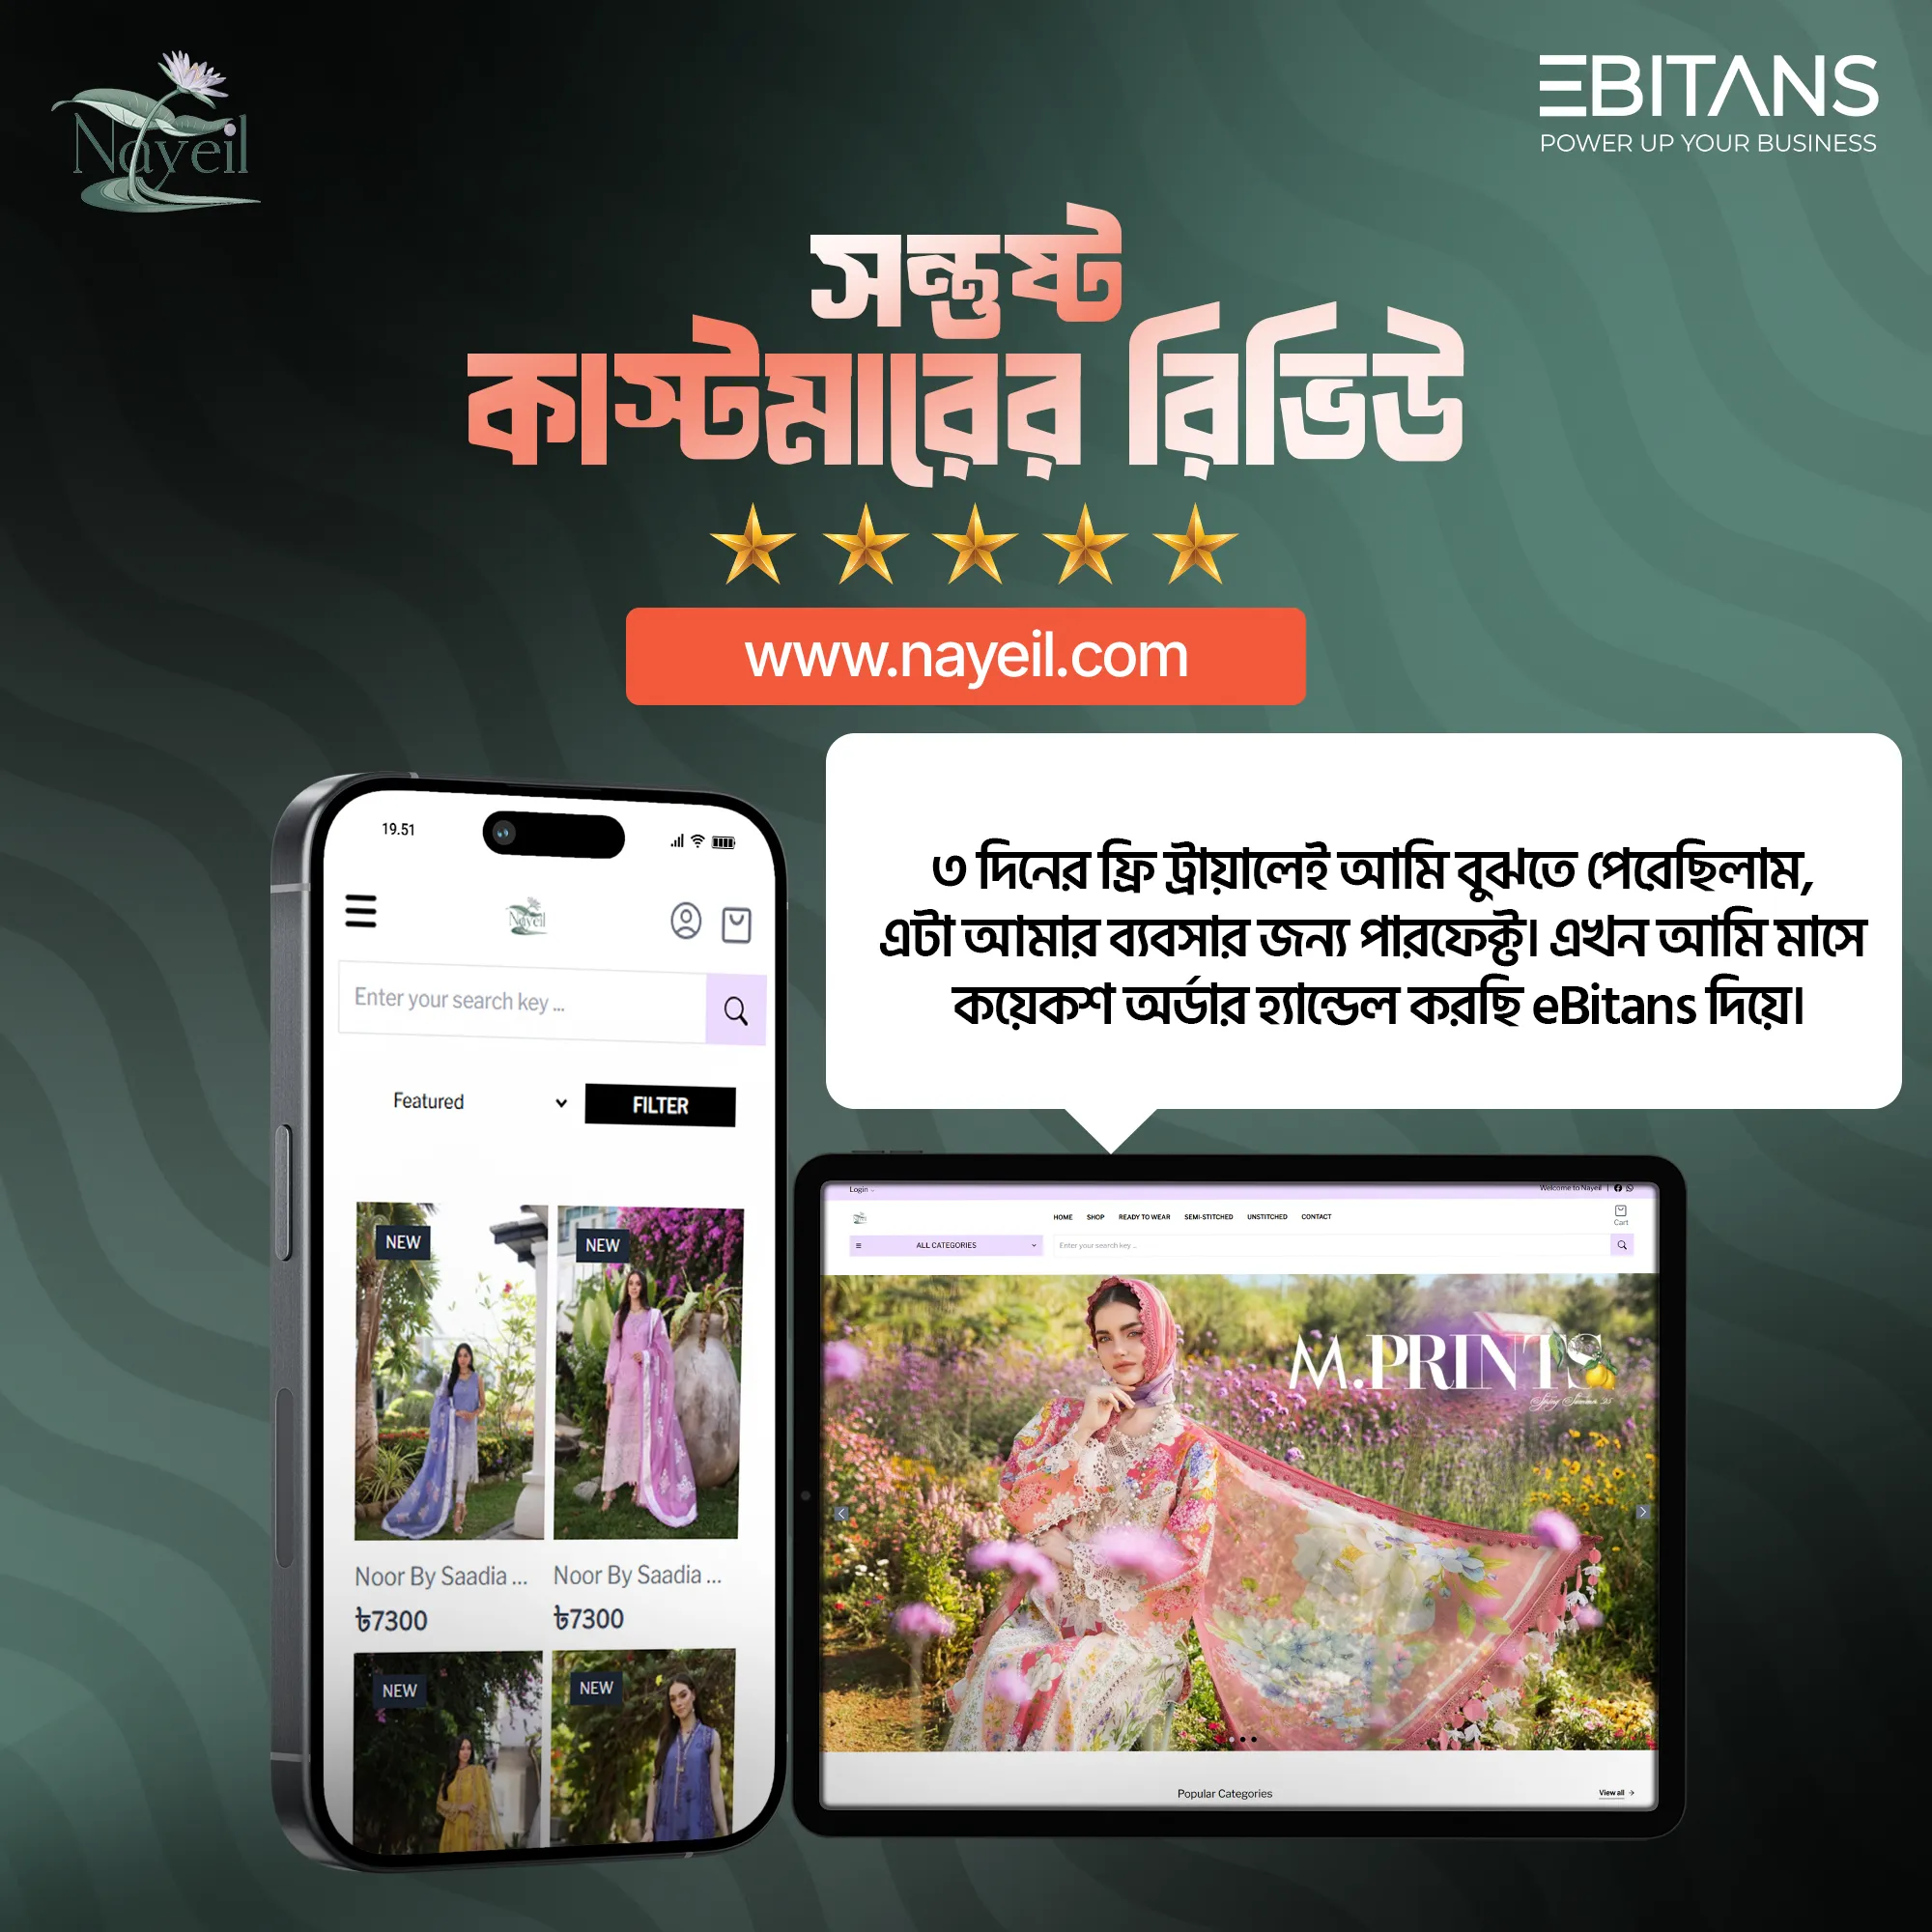 Nayeil
EBITANS
POWER UP YOUR BUSINESS
সন্তুষ্ট
কাস্টমারের রিভিউ
www.nayeil.com
৩ দিনের ফ্রি ট্রায়ালেই আমি বুঝতে পেরেছিলাম,
এটা আমার ব্যবসার জন্য পারফেক্ট। এখন আমি মাসে
কয়েকশ অর্ডার হ্যান্ডেল করছি eBitans দিয়ে।
19.51
Nayeil
Enter your search key ...
Featured
FILTER
NEW
NEW
Noor By Saadia ...
Noor By Saadia ...
৳7300
৳7300
NEW
NEW
Login
Welcome to Nayeil |
HOME SHOP READY TO WEAR SEMI-STITCHED UNSTITCHED CONTACT
Cart
ALL CATEGORIES
Enter your search key ...
M.PRINTS
Popular Categories
View all